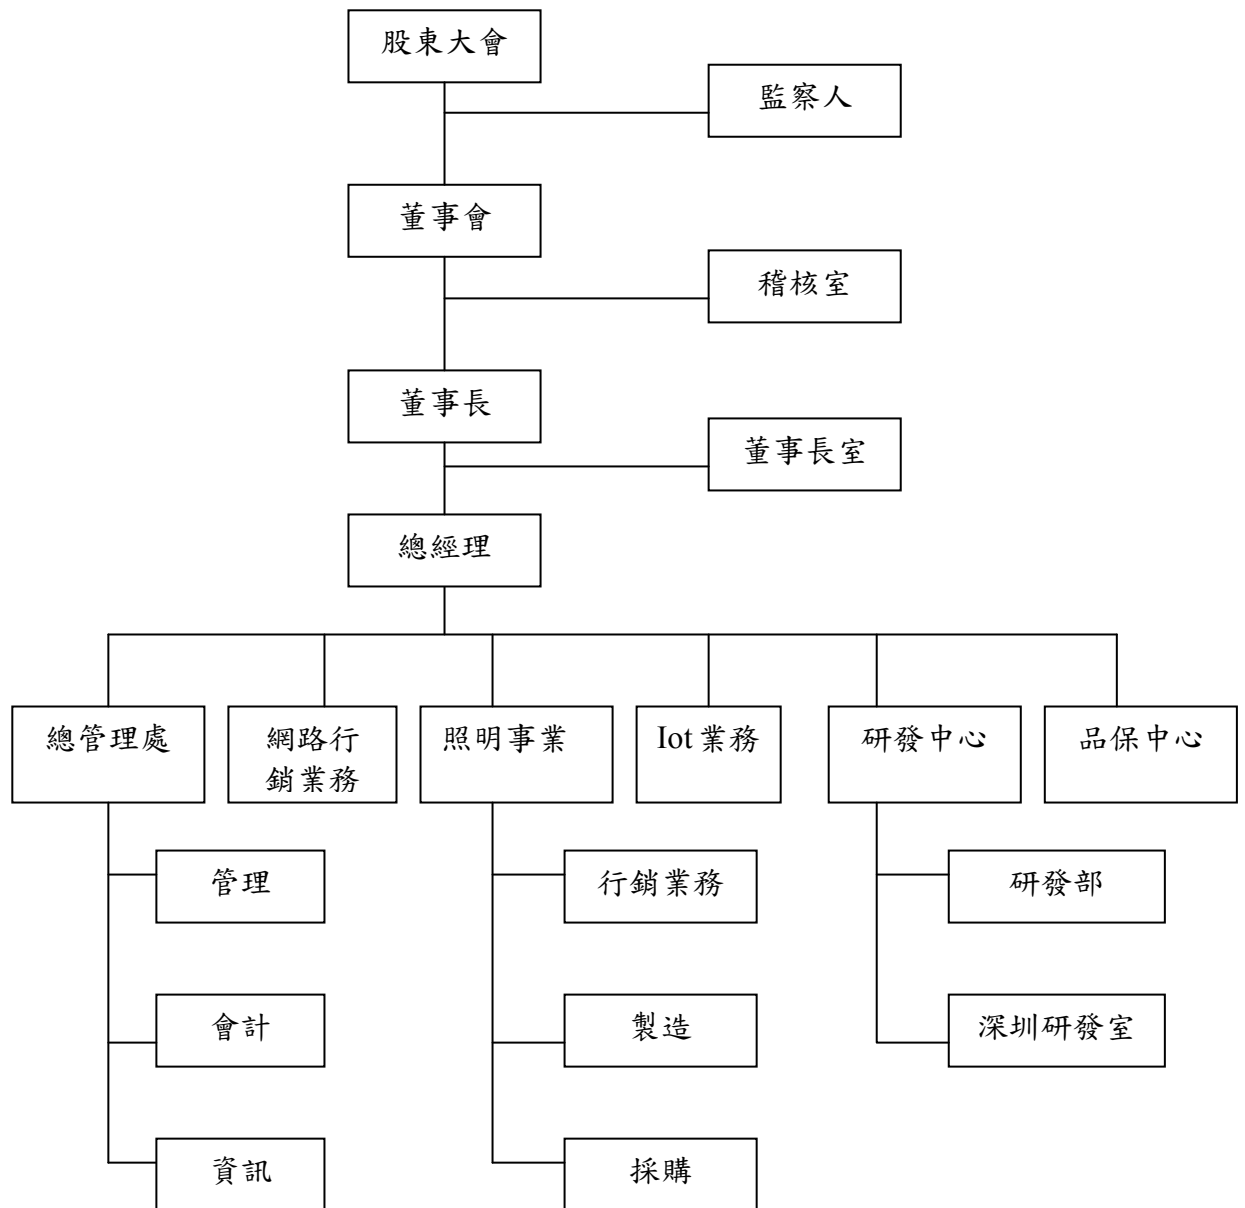 股東大會
監察人
董事會
稽核室
董事長
董事長室
總經理
總管理處
網路行
銷業務
照明事業
Iot 業務
研發中心
品保中心
管理
行銷業務
研發部
會計
製造
深圳研發室
資訊
採購